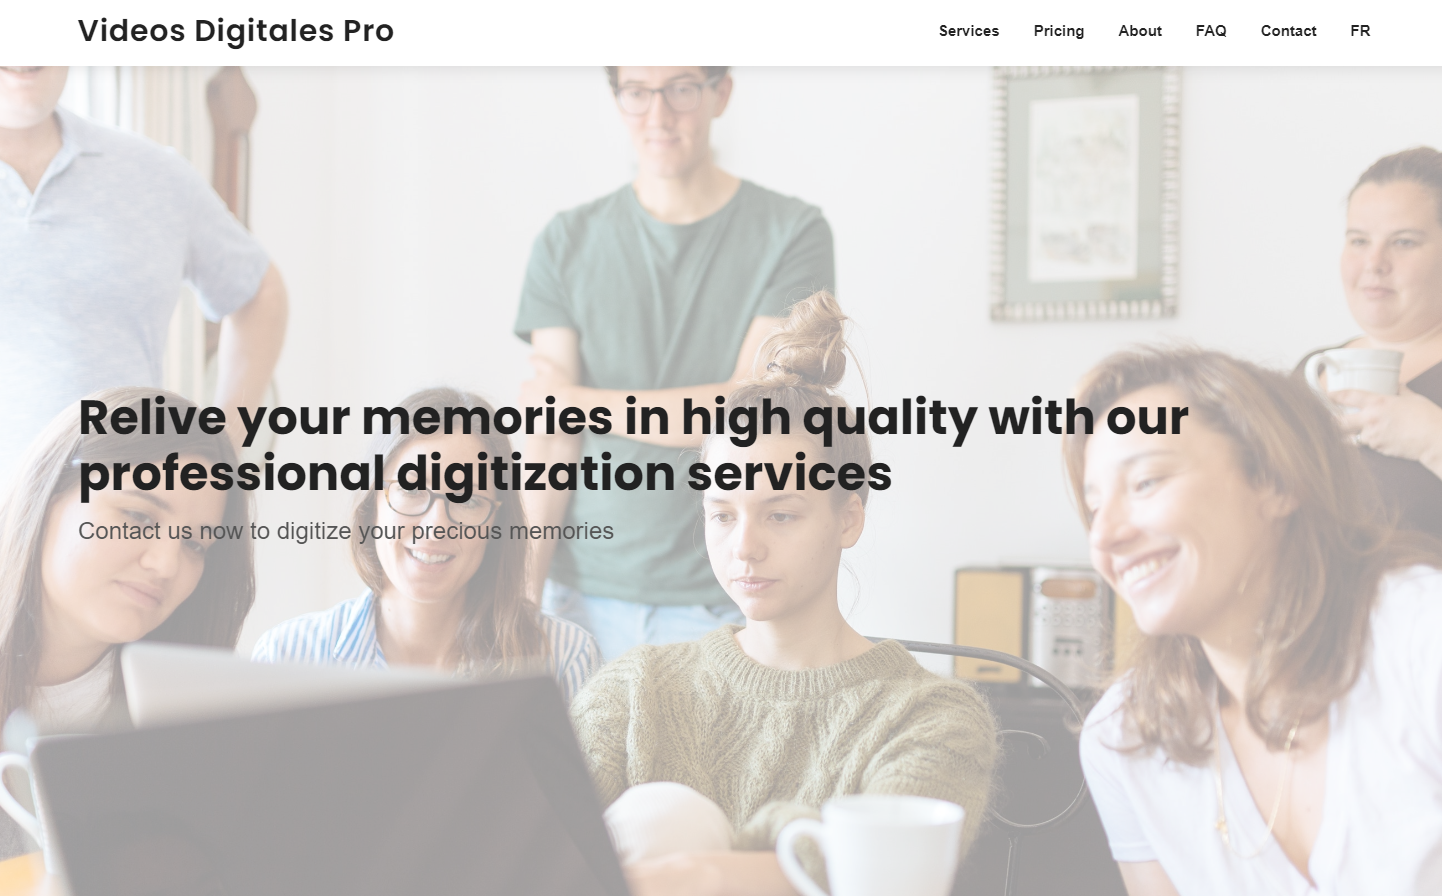 Videos Digitales Pro
Services Pricing About FAQ Contact FR
Relive your memories in high quality with our
professional digitization services
Contact us now to digitize your precious memories